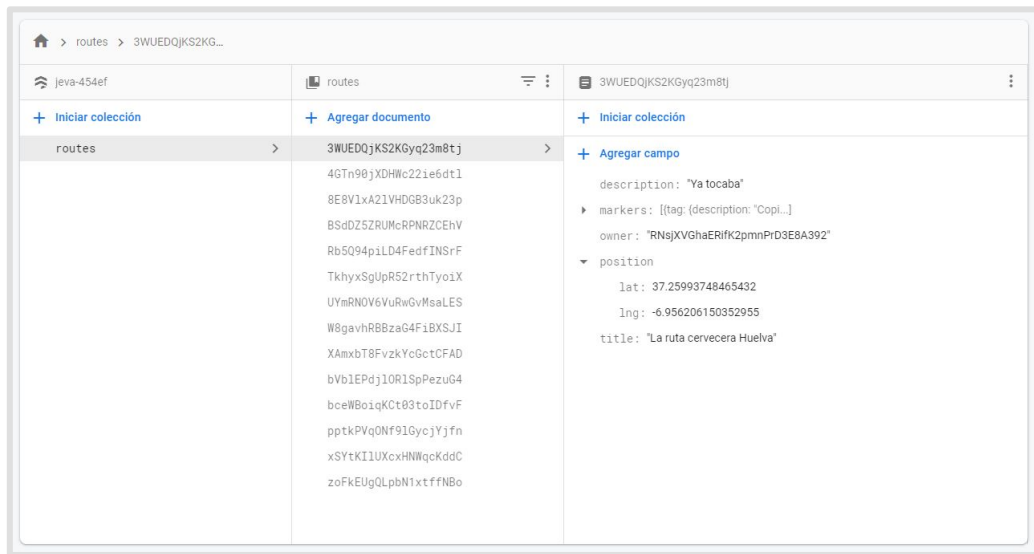 routes > 3WUEDQjKS2KG…
jeva-454ef
Iniciar colección
routes
routes
Agregar documento
3WUEDQjKS2KGyq23m8tj
4GTn90jXDHWc22ie6dtl
8E8VlxA2lVHDGB3uk23p
BSdDZ5ZRUMcRPNRZCEhV
Rb5Q94piLD4FedfINSrF
TkhyxSgUpR52rthTyoiX
UYmRNOV6VuRwGvMsaLES
W8gavhRBBzaG4FiBXSJI
XAmxbT8FvzkYcGctCFAD
bVblEPdjlORlSpPezuG4
bceWBoiqKCt03toIDfvF
pptkPVqONf9lGycjYjfn
xSYtKIlUXcxHNWqcKddC
zoFkEUgQLpbN1xtffNBo
3WUEDQjKS2KGyq23m8tj
Iniciar colección
Agregar campo
description: "Ya tocaba"
markers: [{tag: {description: "Copi...]
owner: "RNsjXVGhaERifK2pmnPrD3E8A392"
position
lat: 37.25993748465432
lng: -6.956206150352955
title: "La ruta cervecera Huelva"